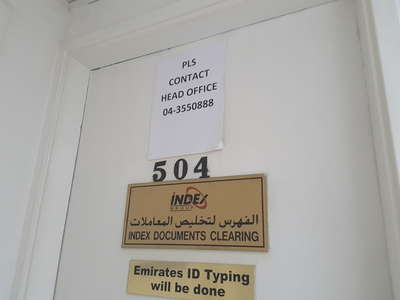 PLS
CONTACT
HEAD OFFICE
04-3550888
504
INDEX
GROUP
الفهرس لتخليص المعاملات
INDEX DOCUMENTS CLEARING
Emirates ID Typing
will be done